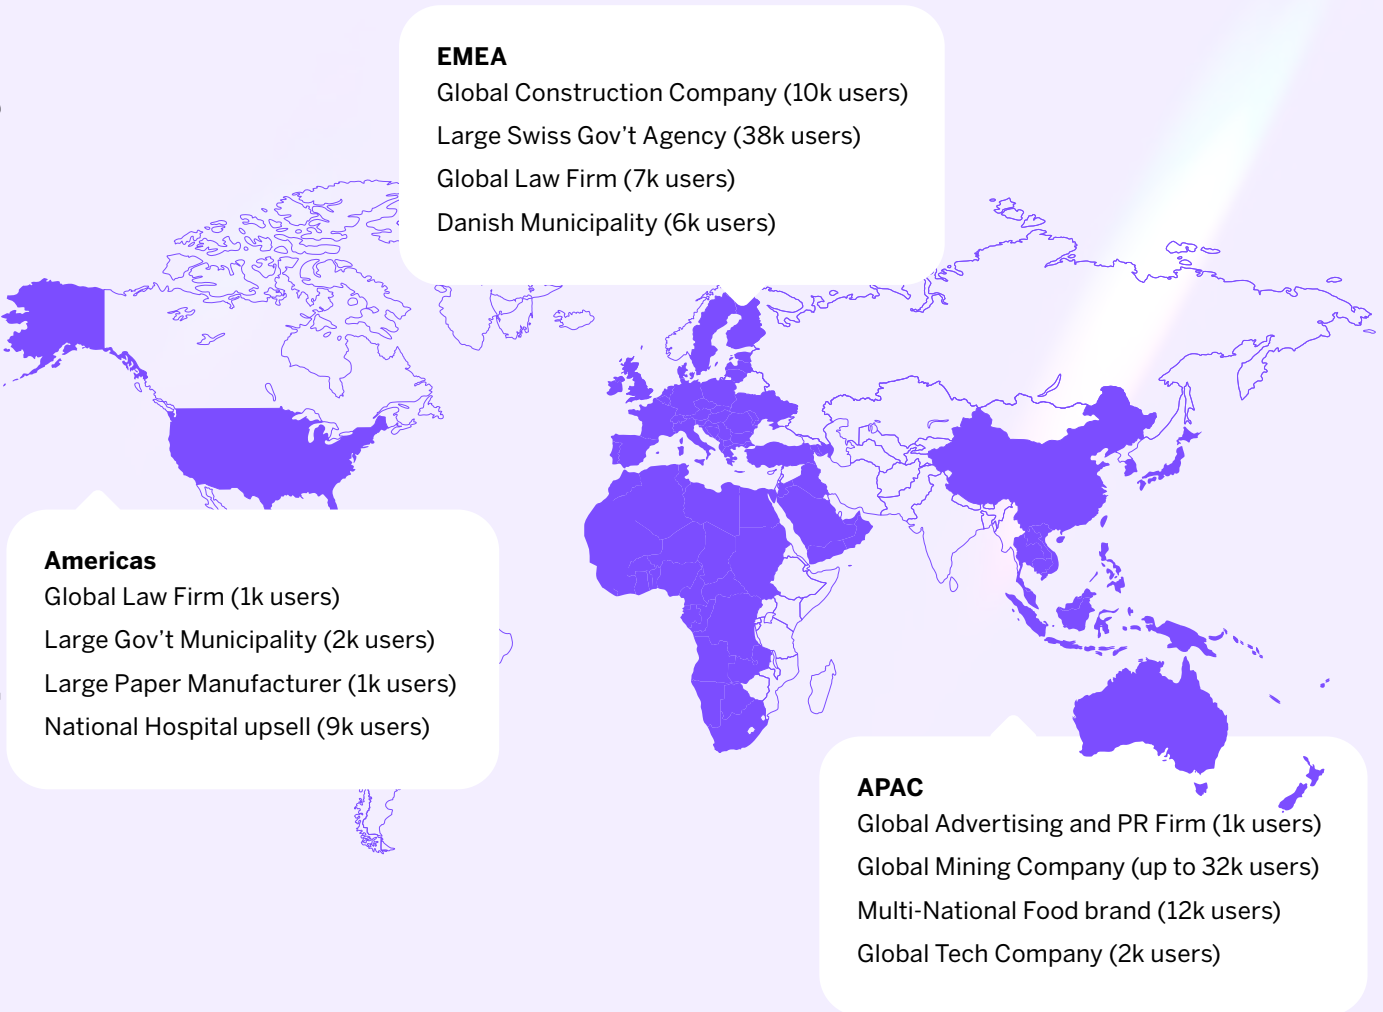 EMEA
Global Construction Company (10k users)
Large Swiss Gov’t Agency (38k users)
Global Law Firm (7k users)
Danish Municipality (6k users)
Americas
Global Law Firm (1k users)
Large Gov’t Municipality (2k users)
Large Paper Manufacturer (1k users)
National Hospital upsell (9k users)
APAC
Global Advertising and PR Firm (1k users)
Global Mining Company (up to 32k users)
Multi-National Food brand (12k users)
Global Tech Company (2k users)